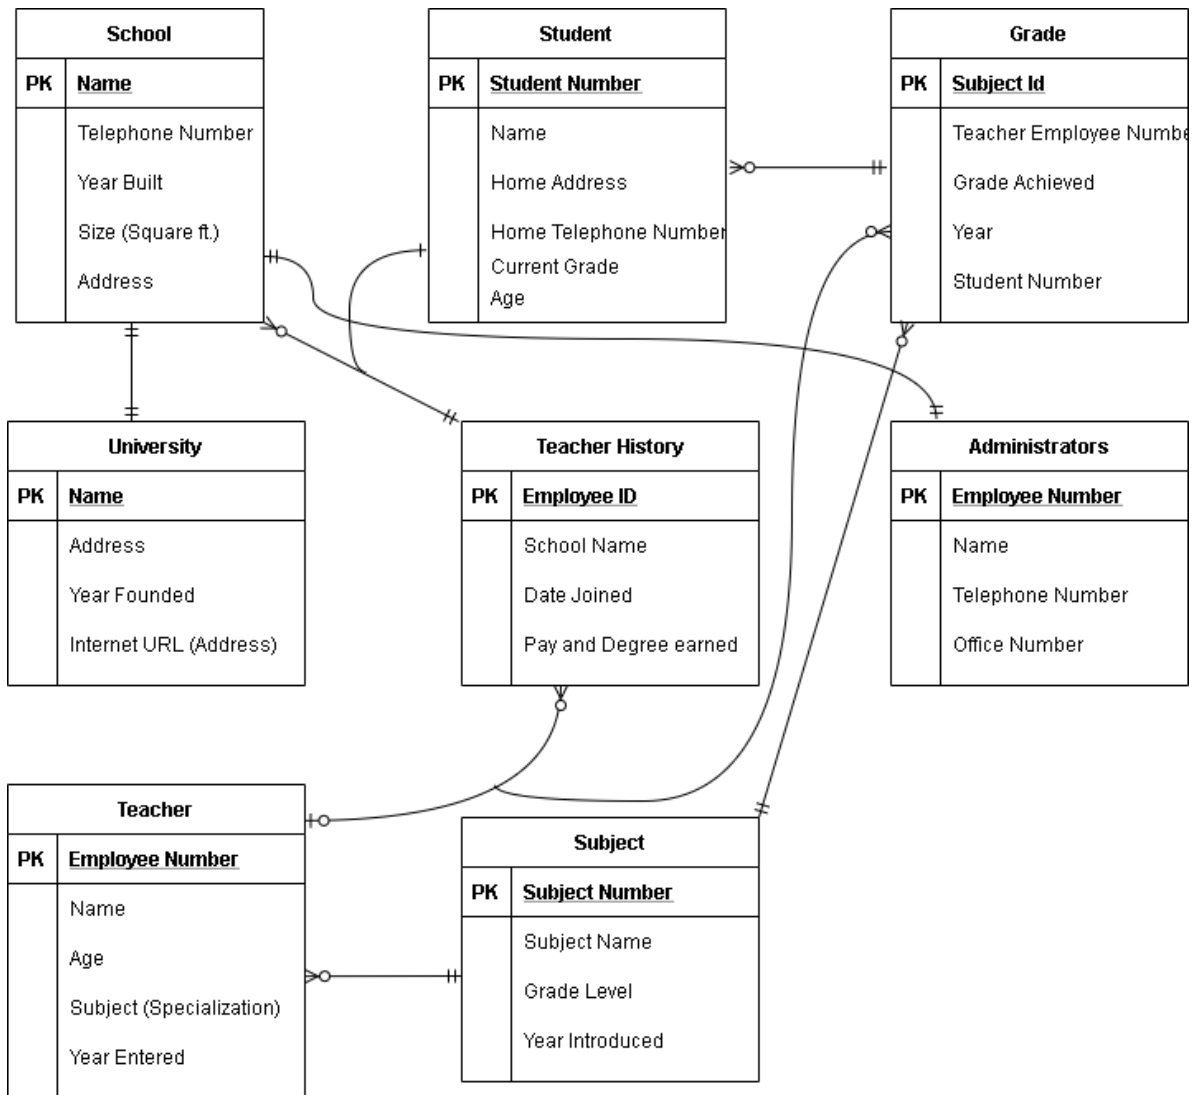 School
PK Name
Telephone Number
Year Built
Size (Square ft.)
Address
Student
PK Student Number
Name
Home Address
Home Telephone Number
Current Grade
Age
Grade
PK Subject Id
Teacher Employee Numbe
Grade Achieved
Year
Student Number
University
PK Name
Address
Year Founded
Internet URL (Address)
Teacher History
PK Employee ID
School Name
Date Joined
Pay and Degree earned
Administrators
PK Employee Number
Name
Telephone Number
Office Number
Teacher
PK Employee Number
Name
Age
Subject (Specialization)
Year Entered
Subject
PK Subject Number
Subject Name
Grade Level
Year Introduced